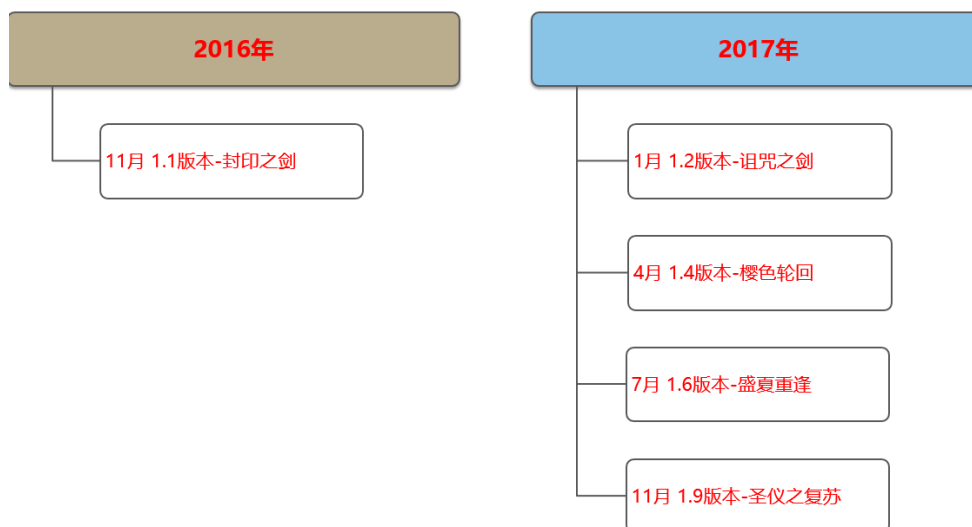 2016年
11月 1.1版本-封印之剑
2017年
1月 1.2版本-诅咒之剑
4月 1.4版本-樱色轮回
7月 1.6版本-盛夏重逢
11月 1.9版本-圣仪之复苏